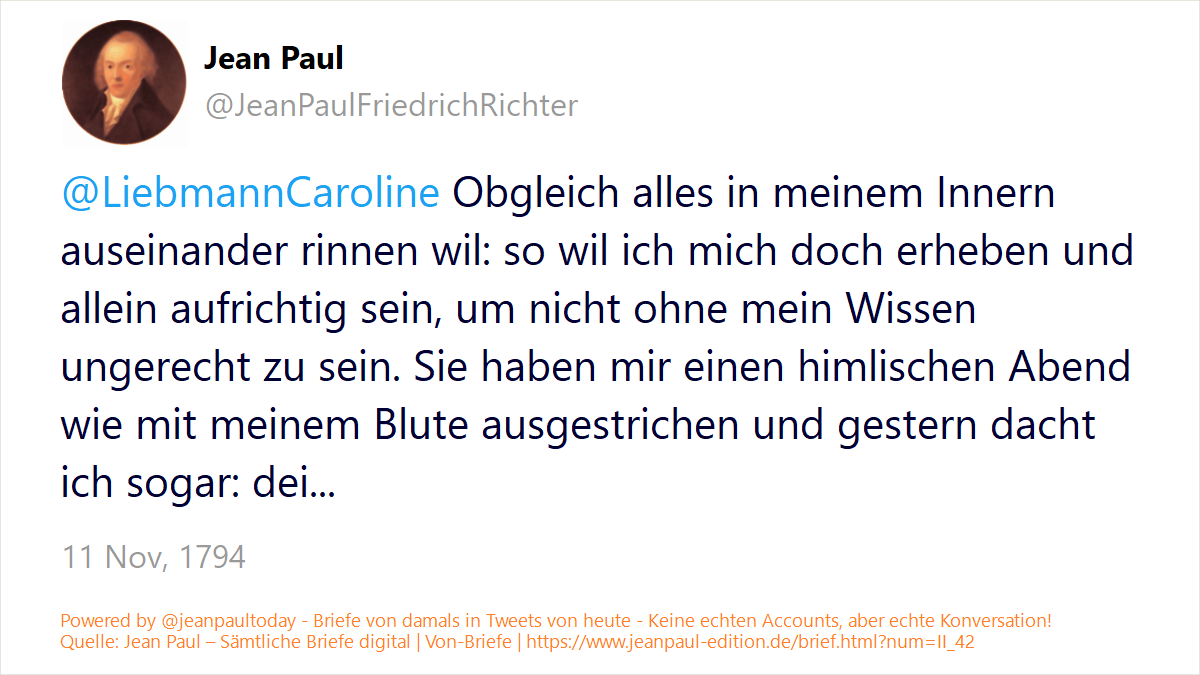 Jean Paul
@JeanPaulFriedrichRichter
@LiebmannCaroline Obgleich alles in meinem Innern
auseinander rinnen wil: so wil ich mich doch erheben und
allein aufrichtig sein, um nicht ohne mein Wissen
ungerecht zu sein. Sie haben mir einen himlischen Abend
wie mit meinem Blute ausgestrichen und gestern dacht
ich sogar: dei...
11 Nov, 1794
Powered by @jeanpaultoday - Briefe von damals in Tweets von heute - Keine echten Accounts, aber echte Konversation!
Quelle: Jean Paul – Sämtliche Briefe digital | Von-Briefe | https://www.jeanpaul-edition.de/brief.html?num=II_42